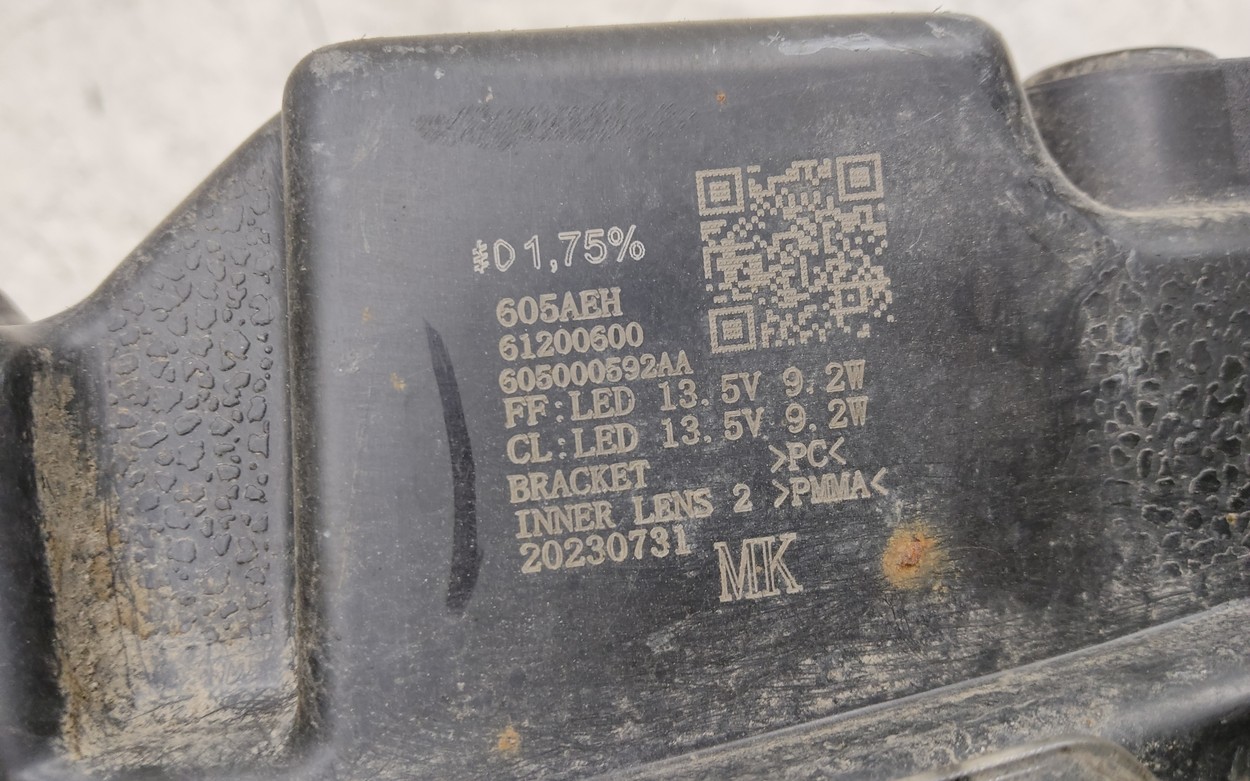 ⁕D 1,75%
605AEH
61200600
605000592AA
FF:LED 13.5V 9.2W
CL:LED 13.5V 9.2W
BRACKET >PC<
INNER LENS 2 >PMMA<
20230731
MK